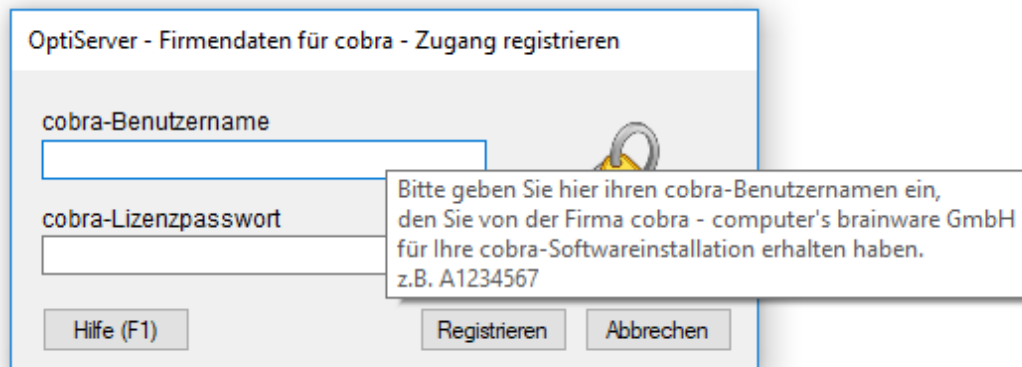 OptiServer - Firmendaten für cobra - Zugang registrieren
cobra-Benutzername
Bitte geben Sie hier ihren cobra-Benutzernamen ein,
den Sie von der Firma cobra - computer's brainware GmbH
für Ihre cobra-Softwareinstallation erhalten haben.
z.B. A1234567
cobra-Lizenzpasswort
Hilfe (F1)
Registrieren
Abbrechen